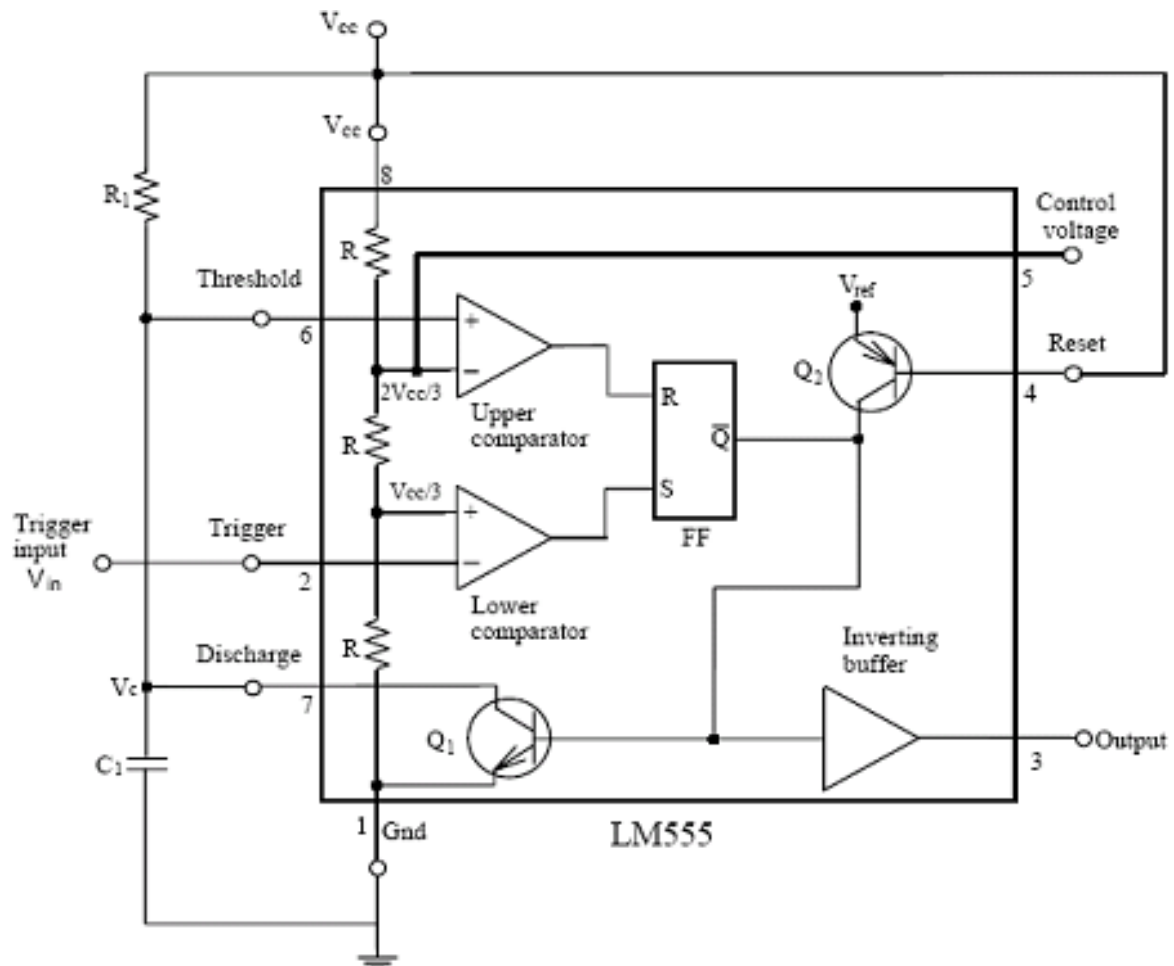 Vcc
Vcc
8
R₁
R
Control
voltage
5
Threshold
6
+
−
2Vcc/3
Upper
comparator
Vref
Q₂
Reset
4
R
R
Q̅
S
FF
Vcc/3
+
−
Lower
comparator
Trigger
input
Vin
Trigger
2
R
Discharge
7
Vc
Q₁
C₁
Inverting
buffer
3
Output
1
Gnd
LM555